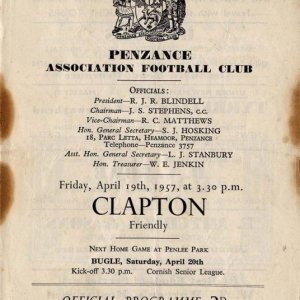 PENZANCE
ASSOCIATION FOOTBALL CLUB
OFFICIALS:
President—R. J. R. BLINDELL
Chairman—J. S. STEPHENS, C.C.
Vice-Chairman—R. C. MATTHEWS
Hon. General Secretary—S. J. HOSKING
18, PARC LETTA, HEAMOOR, PENZANCE
Telephone—Penzance 3757
Asst. Hon. General Secretary—L. J. STANBURY
Hon. Treasurer—W. E. JENKIN
Friday, April 19th, 1957, at 3.30 p.m.
CLAPTON
Friendly
NEXT HOME GAME AT PENLEE PARK
BUGLE, Saturday, April 20th
Kick-off 3.30 p.m. Cornish Senior League.
OFFICIAL PROGRAMME 2D